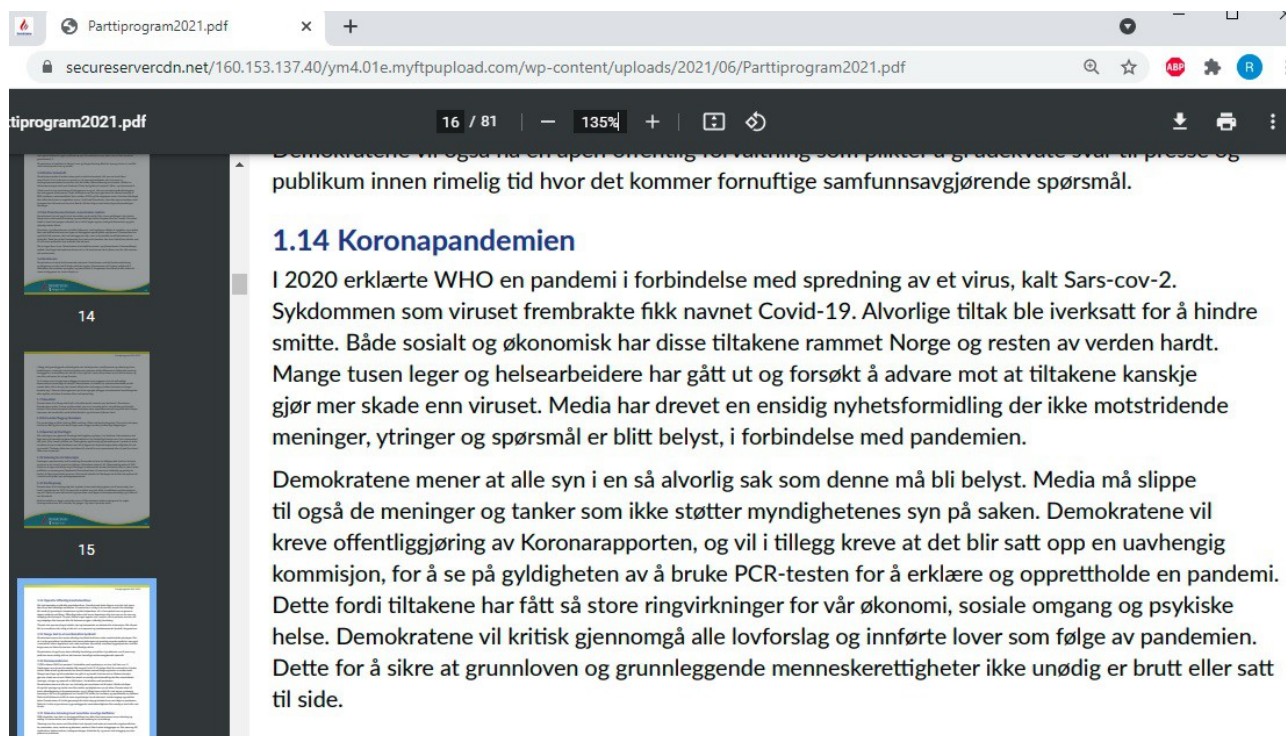 Parttiprogram2021.pdf
secureservercdn.net/160.153.137.40/ym4.01e.myftpupload.com/wp-content/uploads/2021/06/Parttiprogram2021.pdf
ABP
R
tiprogram2021.pdf
16 / 81
135%
publikum innen rimelig tid hvor det kommer fornuftige samfunnsavgjørende spørsmål.
1.14 Koronapandemien
I 2020 erklærte WHO en pandemi i forbindelse med spredning av et virus, kalt Sars-cov-2.
Sykdommen som viruset frembrakte fikk navnet Covid-19. Alvorlige tiltak ble iverksatt for å hindre
smitte. Både sosialt og økonomisk har disse tiltakene rammet Norge og resten av verden hardt.
Mange tusen leger og helsearbeidere har gått ut og forsøkt å advare mot at tiltakene kanskje
gjør mer skade enn viruset. Media har drevet en ensidig nyhetsformidling der ikke motstridende
meninger, ytringer og spørsmål er blitt belyst, i forbindelse med pandemien.
Demokratene mener at alle syn i en så alvorlig sak som denne må bli belyst. Media må slippe
til også de meninger og tanker som ikke støtter myndighetenes syn på saken. Demokratene vil
kreve offentliggjøring av Koronarapporten, og vil i tillegg kreve at det blir satt opp en uavhengig
kommisjon, for å se på gyldigheten av å bruke PCR-testen for å erklære og opprettholde en pandemi.
Dette fordi tiltakene har fått så store ringvirkninger for vår økonomi, sosiale omgang og psykiske
helse. Demokratene vil kritisk gjennomgå alle lovforslag og innførte lover som følge av pandemien.
Dette for å sikre at grunnloven og grunnleggende menneskerettigheter ikke unødig er brutt eller satt
til side.
14
15